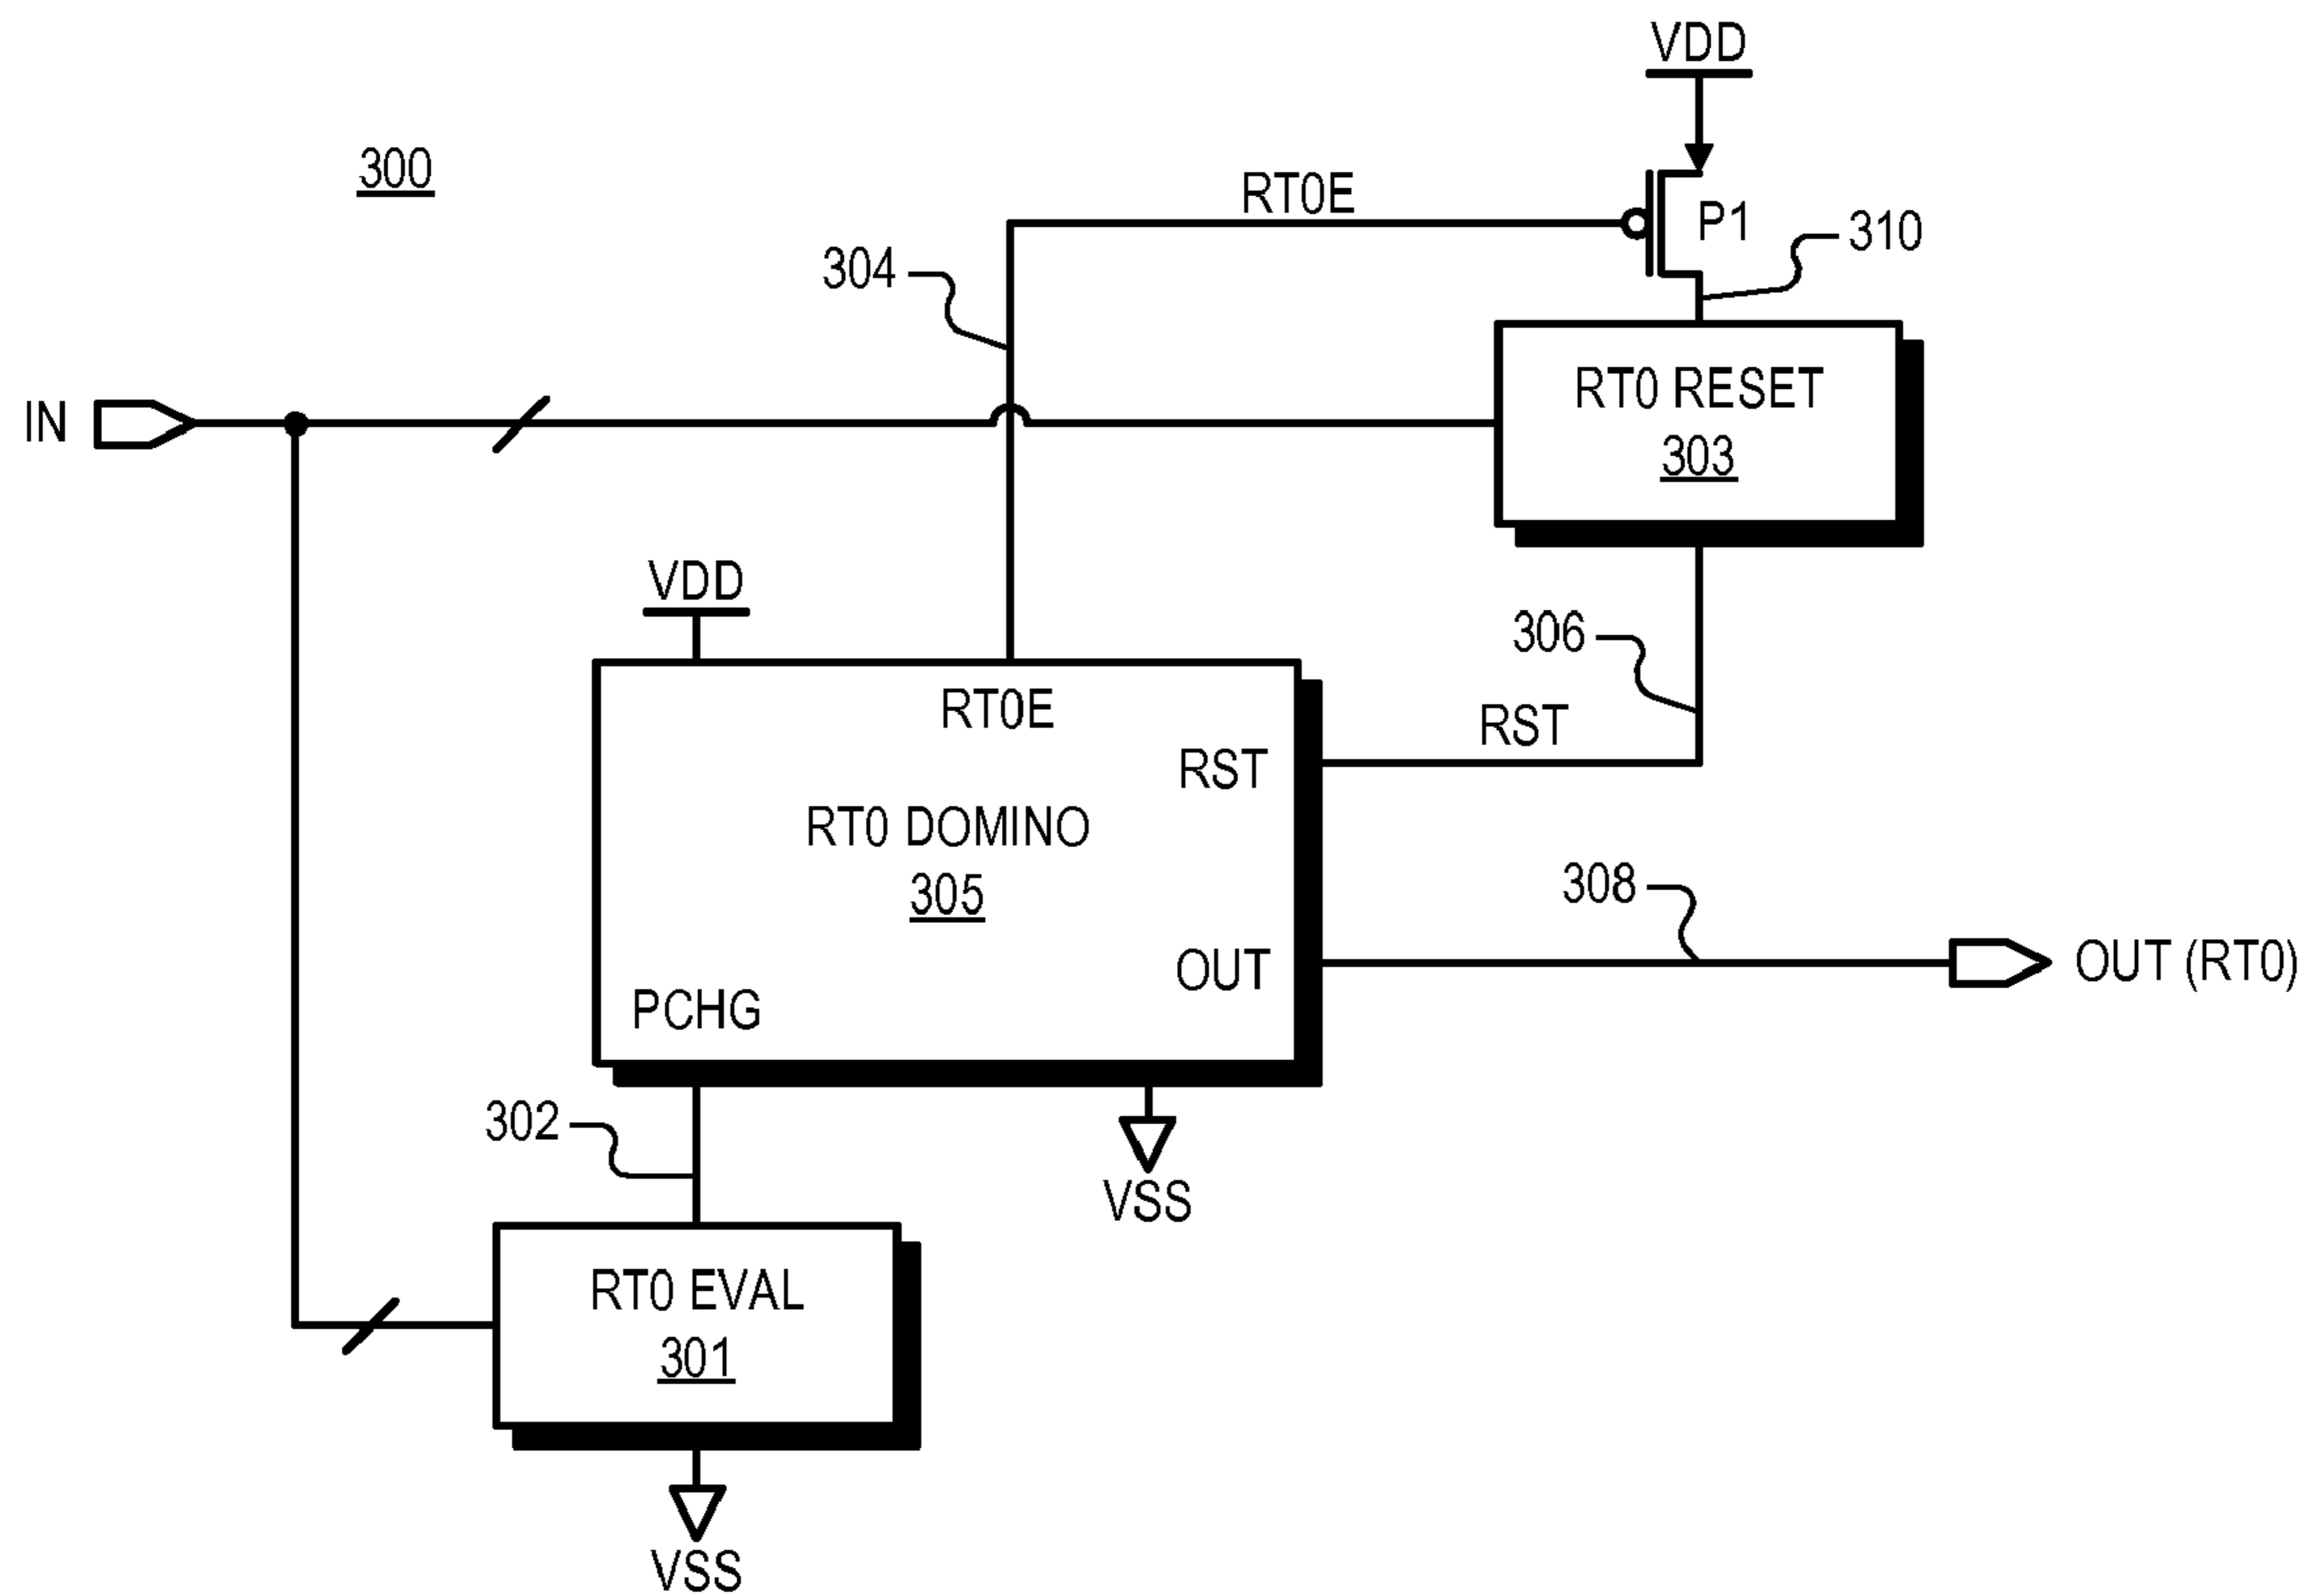 VDD
300
RT0E
P1
310
304
IN
RT0 RESET
303
VDD
306
RT0E
RST
RST
RT0 DOMINO
305
308
OUT
OUT (RT0)
PCHG
302
VSS
RT0 EVAL
301
VSS